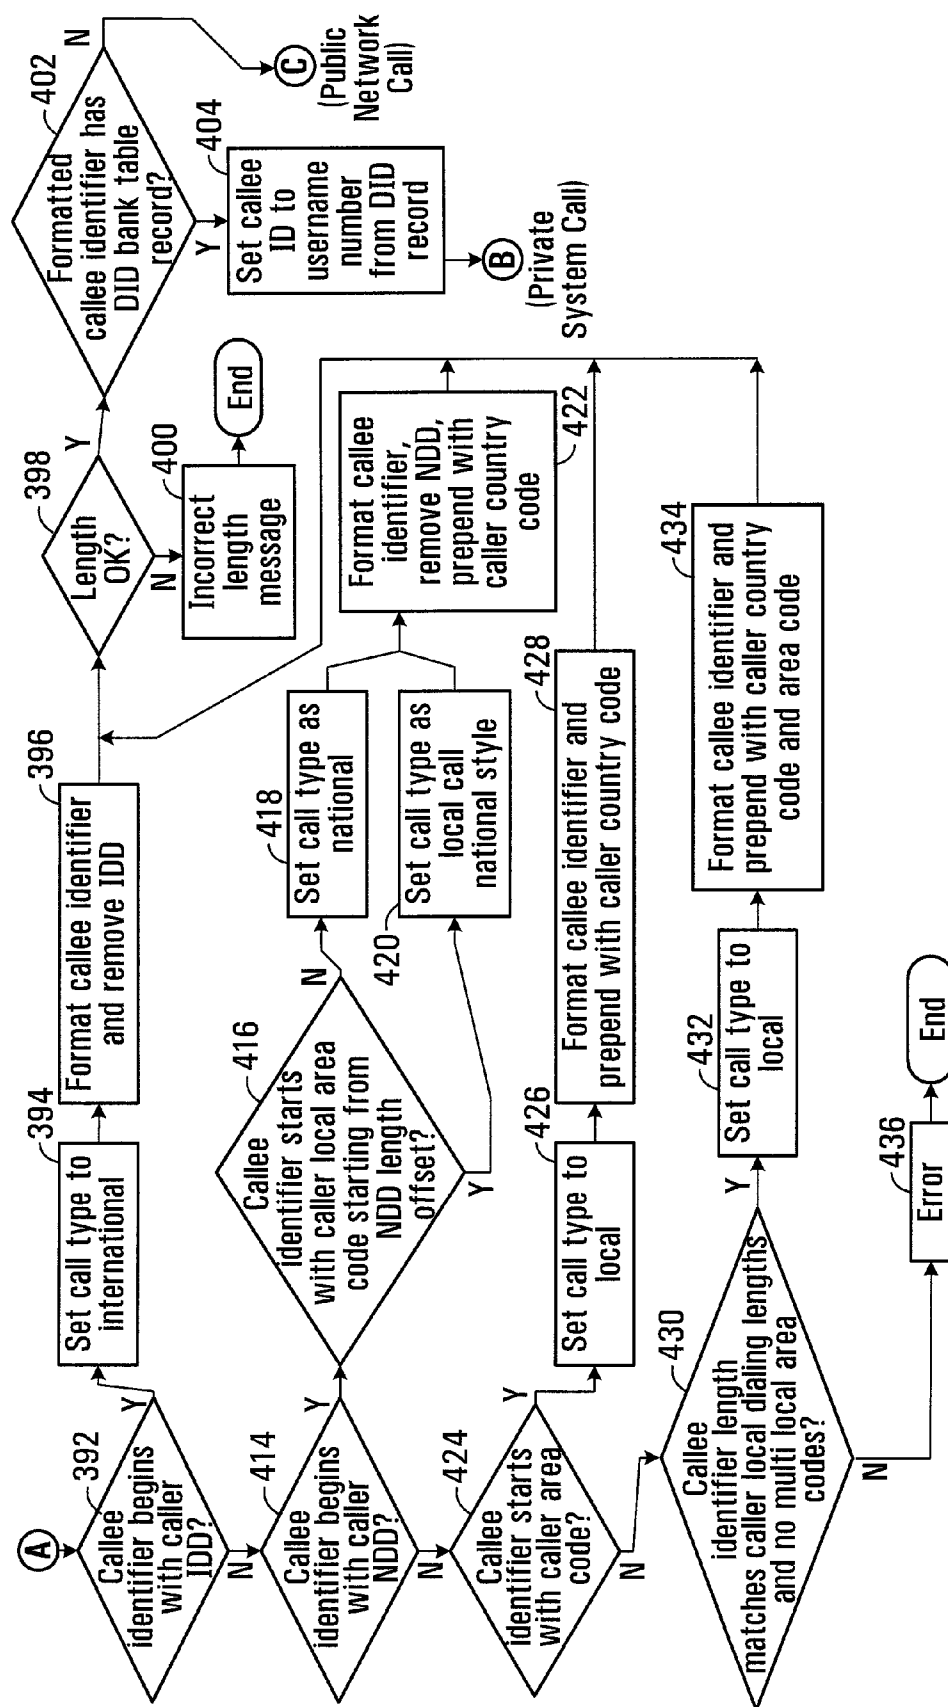 A
392
Callee
identifier begins
with caller
IDD?
Y
N
394
Set call type to
international
396
Format callee identifier
and remove IDD
398
Length
OK?
Y
N
400
Incorrect
length
message
End
402
Formatted
callee identifier has
DID bank table
record?
N
Y
C
(Public
Network
Call)
404
Set callee
ID to
username
number
from DID
record
B
(Private
System Call)
414
Callee
identifier begins
with caller
NDD?
Y
N
416
Callee
identifier starts
with caller local area
code starting from
NDD length
offset?
N
Y
418
Set call type as
national
420
Set call type as
local call
national style
Format callee
identifier,
remove NDD,
prepend with
caller country
code
422
424
Callee
identifier starts
with caller area
code?
Y
N
426
Set call type to
local
428
Format callee identifier and
prepend with caller country code
430
Callee
identifier length
matches caller local dialing lengths
and no multi local area
codes?
Y
N
432
Set call type to
local
434
Format callee identifier and
prepend with caller country
code and area code
436
Error
End